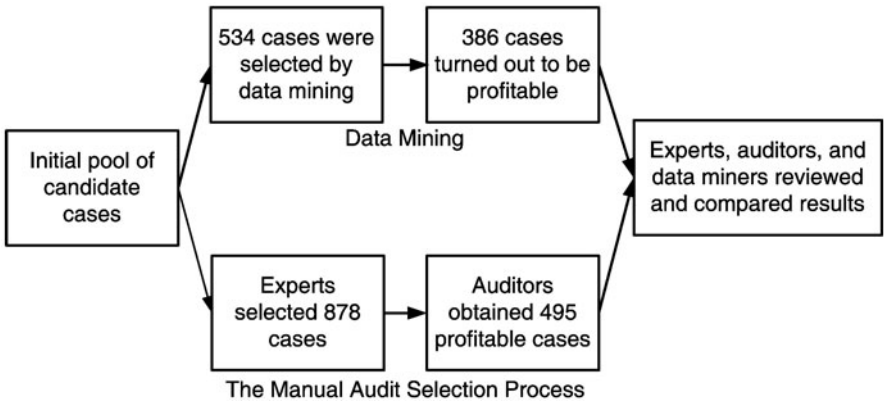 Initial pool of
candidate
cases
534 cases were
selected by
data mining
386 cases
turned out to be
profitable
Data Mining
Experts
selected 878
cases
Auditors
obtained 495
profitable cases
The Manual Audit Selection Process
Experts, auditors, and
data miners reviewed
and compared results